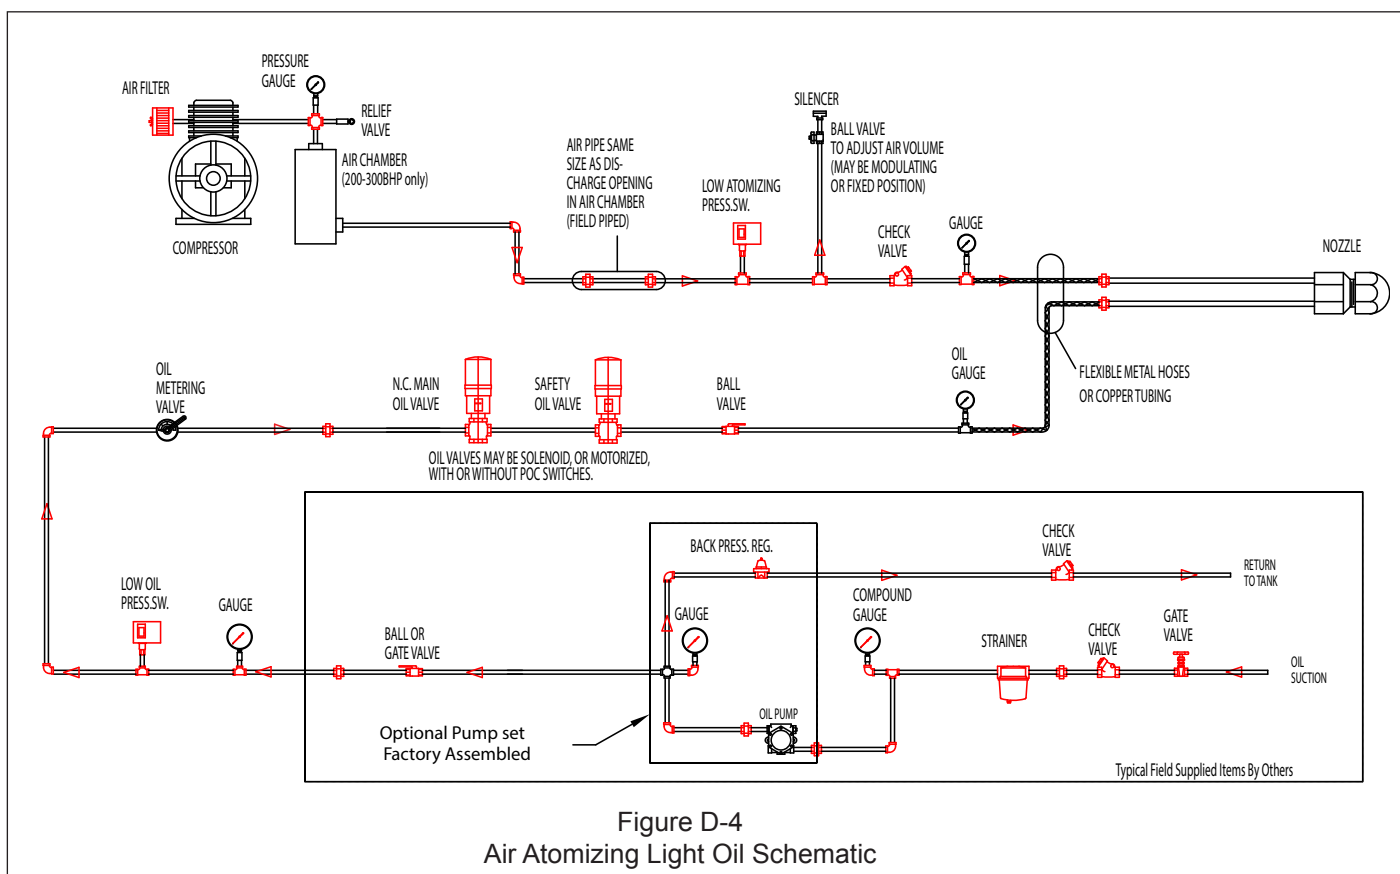 PRESSURE
GAUGE
AIR FILTER
RELIEF
VALVE
AIR CHAMBER
(200-300BHP only)
COMPRESSOR
AIR PIPE SAME
SIZE AS DIS-
CHARGE OPENING
IN AIR CHAMBER
(FIELD PIPED)
LOW ATOMIZING
PRESS.SW.
SILENCER
BALL VALVE
TO ADJUST AIR VOLUME
(MAY BE MODULATING
OR FIXED POSITION)
CHECK
VALVE
GAUGE
NOZZLE
FLEXIBLE METAL HOSES
OR COPPER TUBING
OIL
METERING
VALVE
N.C. MAIN
OIL VALVE
SAFETY
OIL VALVE
BALL
VALVE
OIL
GAUGE
OIL VALVES MAY BE SOLENOID, OR MOTORIZED,
WITH OR WITHOUT POC SWITCHES.
LOW OIL
PRESS.SW.
GAUGE
BALL OR
GATE VALVE
BACK PRESS. REG.
GAUGE
OIL PUMP
COMPOUND
GAUGE
STRAINER
CHECK
VALVE
RETURN
TO TANK
CHECK
VALVE
GATE
VALVE
OIL
SUCTION
Optional Pump set
Factory Assembled
Typical Field Supplied Items By Others
Figure D-4
Air Atomizing Light Oil Schematic